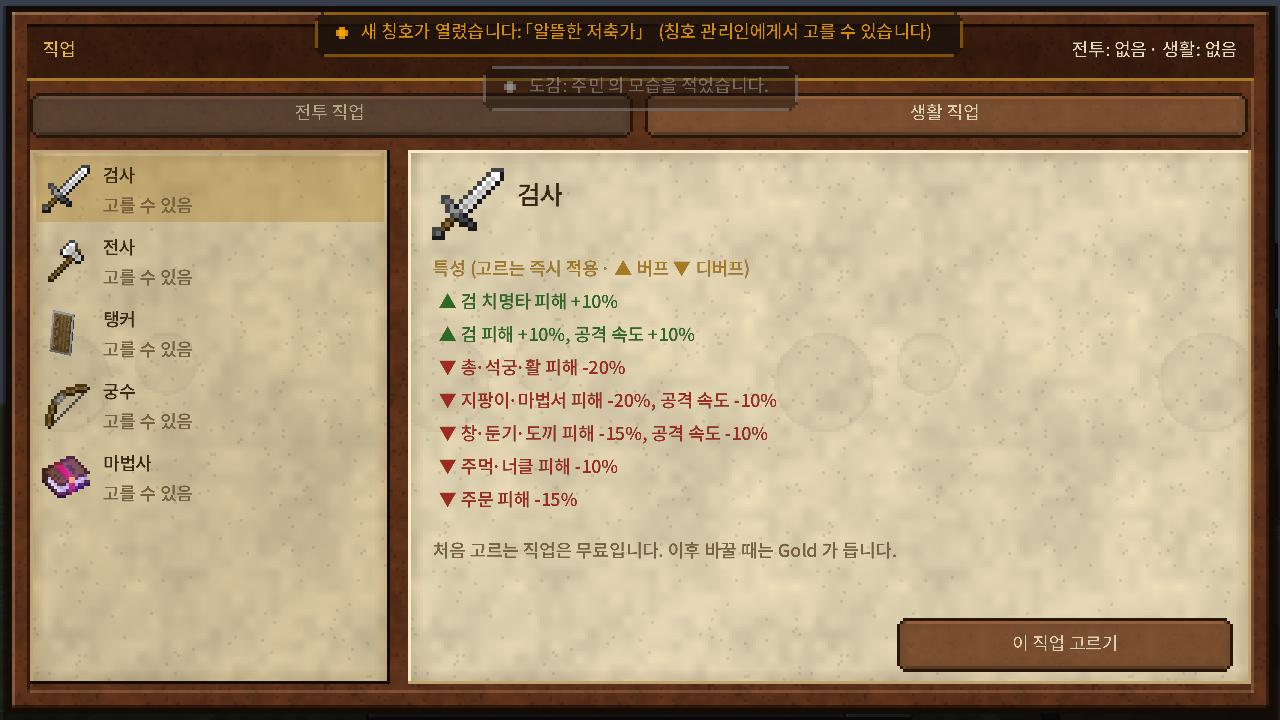 새 칭호가 열렸습니다: 「알뜰한 저축가」 (칭호 관리인에게서 고를 수 있습니다)
직업
전투: 없음 · 생활: 없음
도감: 주민 의 모습을 적었습니다.
전투 직업
생활 직업
검사
고를 수 있음
전사
고를 수 있음
탱커
고를 수 있음
궁수
고를 수 있음
마법사
고를 수 있음
검사
특성 (고르는 즉시 적용 · ▲ 버프 ▼ 디버프)
▲ 검 치명타 피해 +10%
▲ 검 피해 +10%, 공격 속도 +10%
▼ 총·석궁·활 피해 -20%
▼ 지팡이·마법서 피해 -20%, 공격 속도 -10%
▼ 창·둔기·도끼 피해 -15%, 공격 속도 -10%
▼ 주먹·너클 피해 -10%
▼ 주문 피해 -15%
처음 고르는 직업은 무료입니다. 이후 바꿀 때는 Gold 가 듭니다.
이 직업 고르기